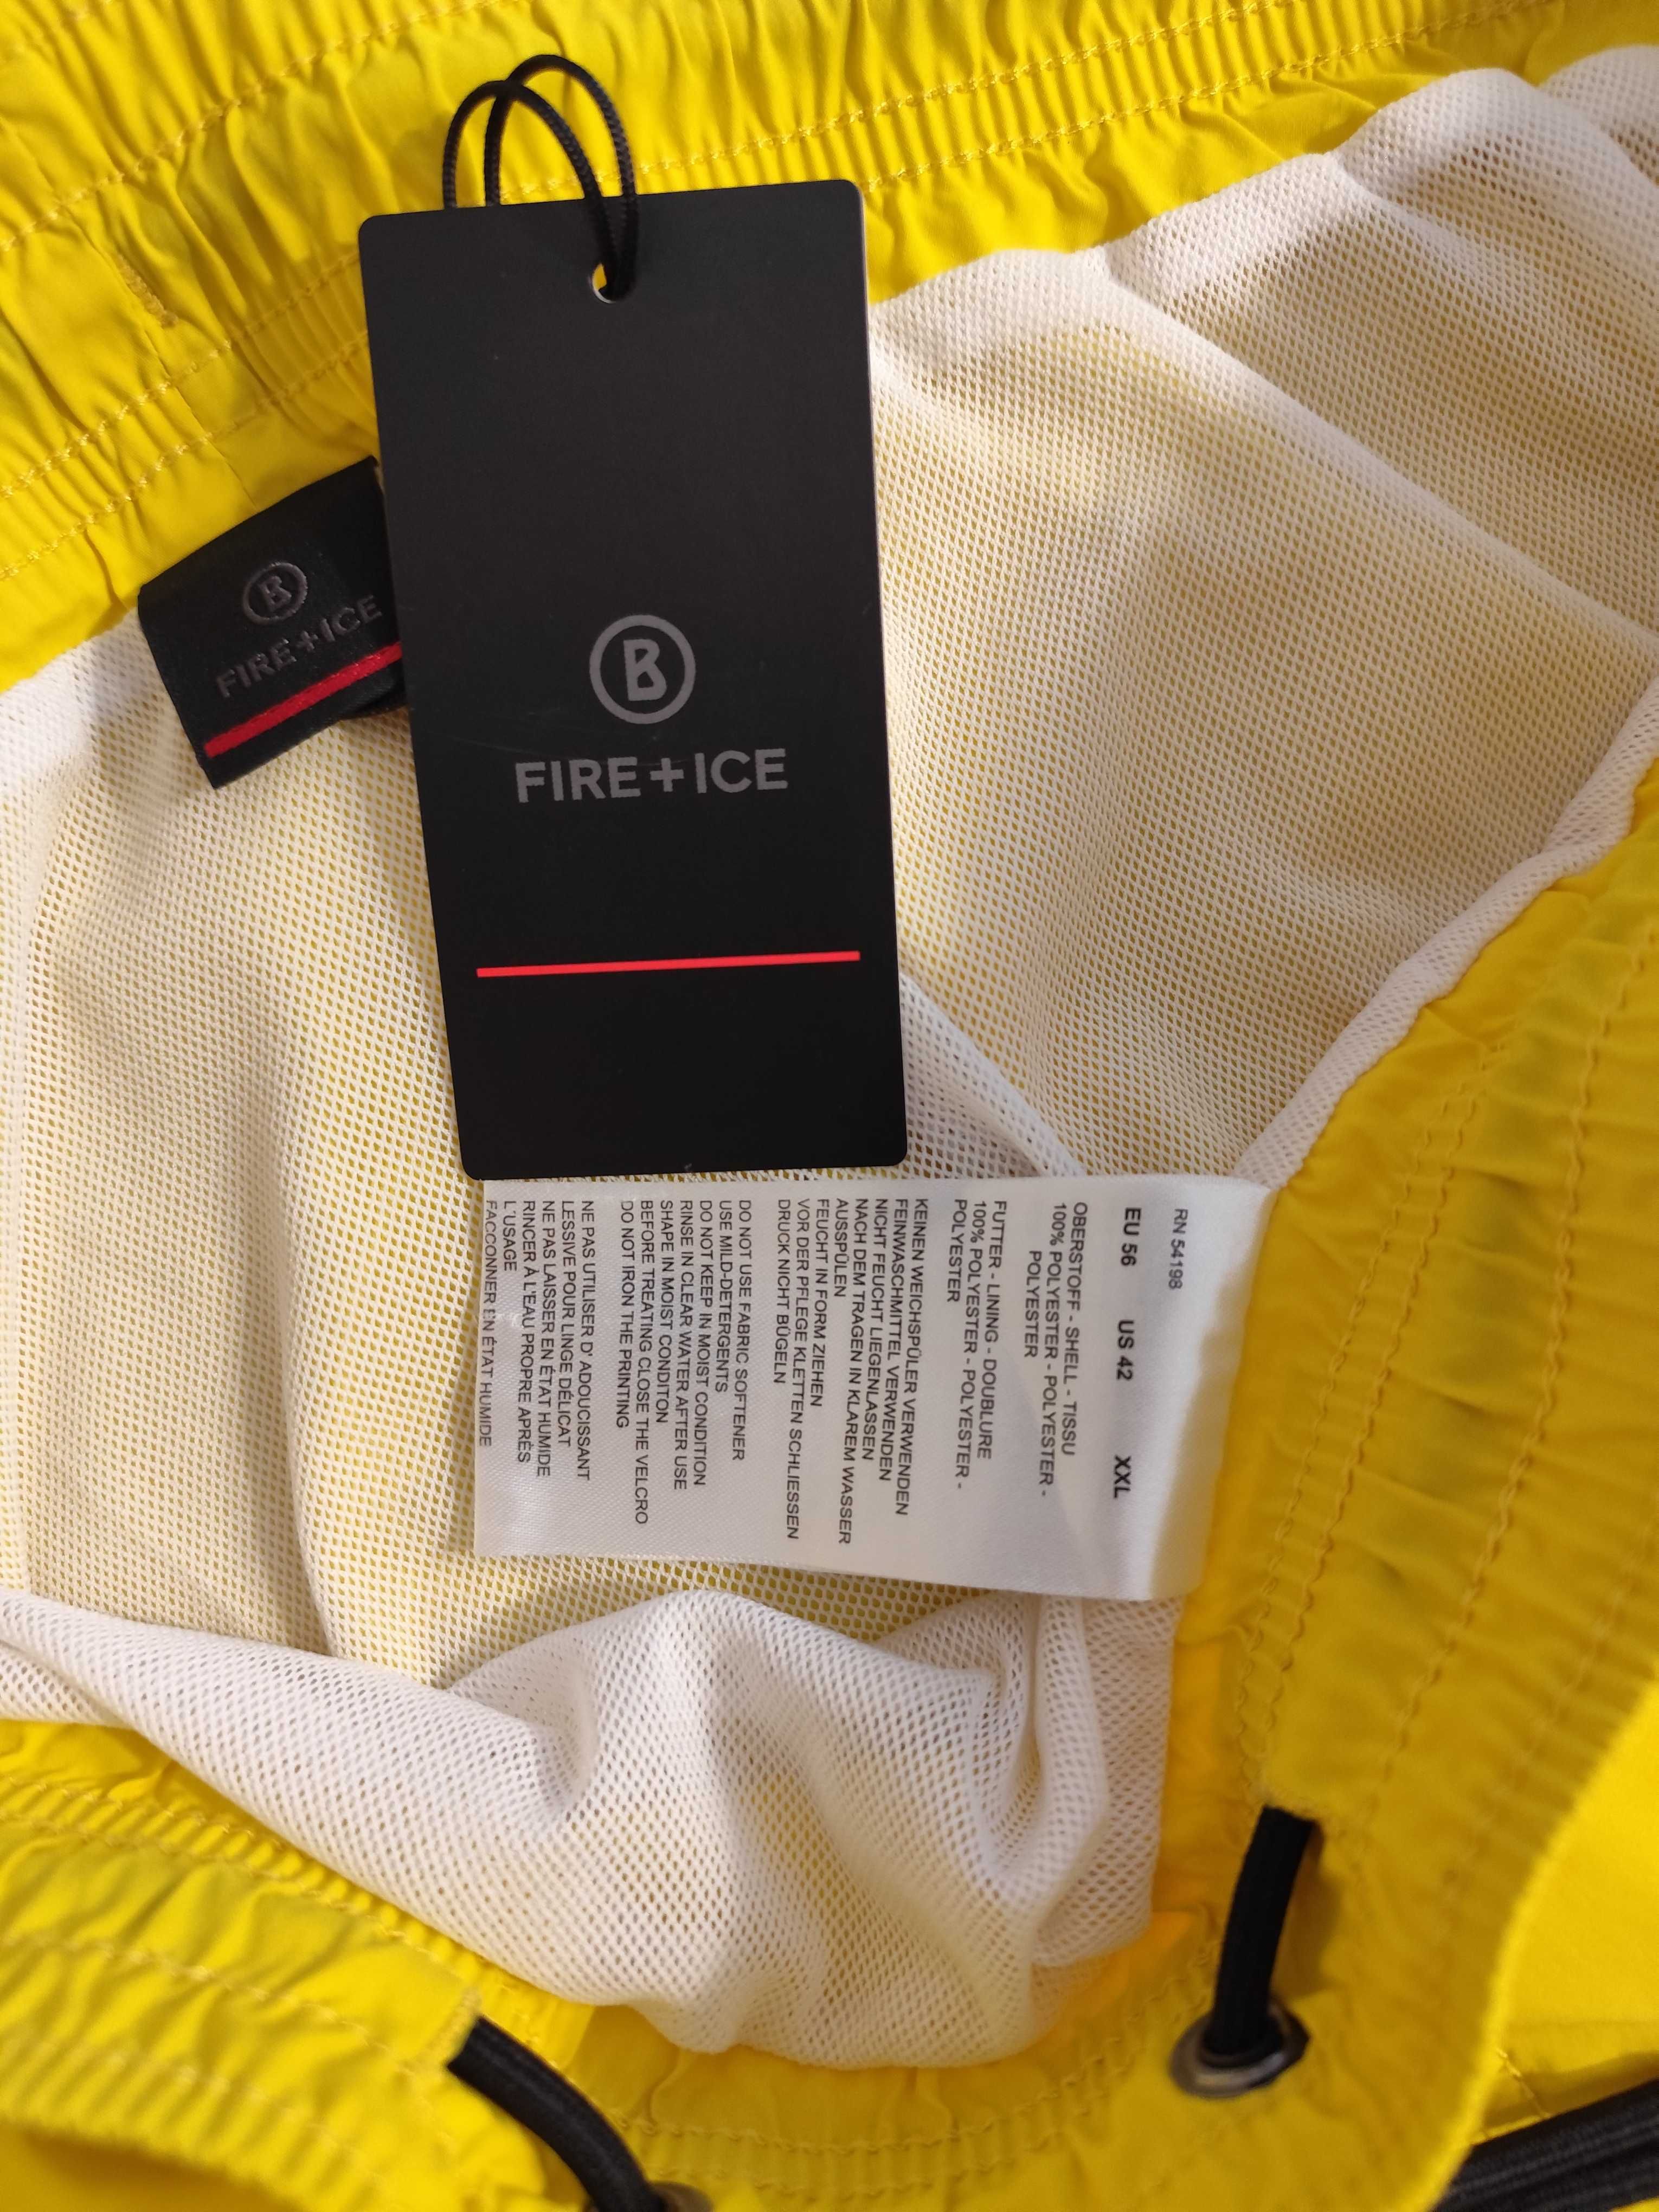 B
FIRE+ICE
B
FIRE+ICE
RN 54198
EU 56 US 42 XXL
OBERSTOFF - SHELL - TISSU
100% POLYESTER - POLYESTER -
POLYESTER
FUTTER - LINING - DOUBLURE
100% POLYESTER - POLYESTER -
POLYESTER
KEINEN WEICHSPÜLER VERWENDEN
FEINWASCHMITTEL VERWENDEN
NICHT FEUCHT LIEGENLASSEN
NACH DEM TRAGEN IN KLAREM WASSER
AUSSPÜLEN
FEUCHT IN FORM ZIEHEN
VOR DER PFLEGE KLETTEN SCHLIESSEN
DRUCK NICHT BÜGELN
DO NOT USE FABRIC SOFTENER
USE MILD-DETERGENTS
DO NOT KEEP IN MOIST CONDITION
RINSE IN CLEAR WATER AFTER USE
SHAPE IN MOIST CONDITON
BEFORE TREATING CLOSE THE VELCRO
DO NOT IRON THE PRINTING
NE PAS UTILISER D' ADOUCISSANT
LESSIVE POUR LINGE DÉLICAT
NE PAS LAISSER EN ÉTAT HUMIDE
RINCER À L'EAU PROPRE APRÈS
L'USAGE
FAÇONNER EN ÉTAT HUMIDE